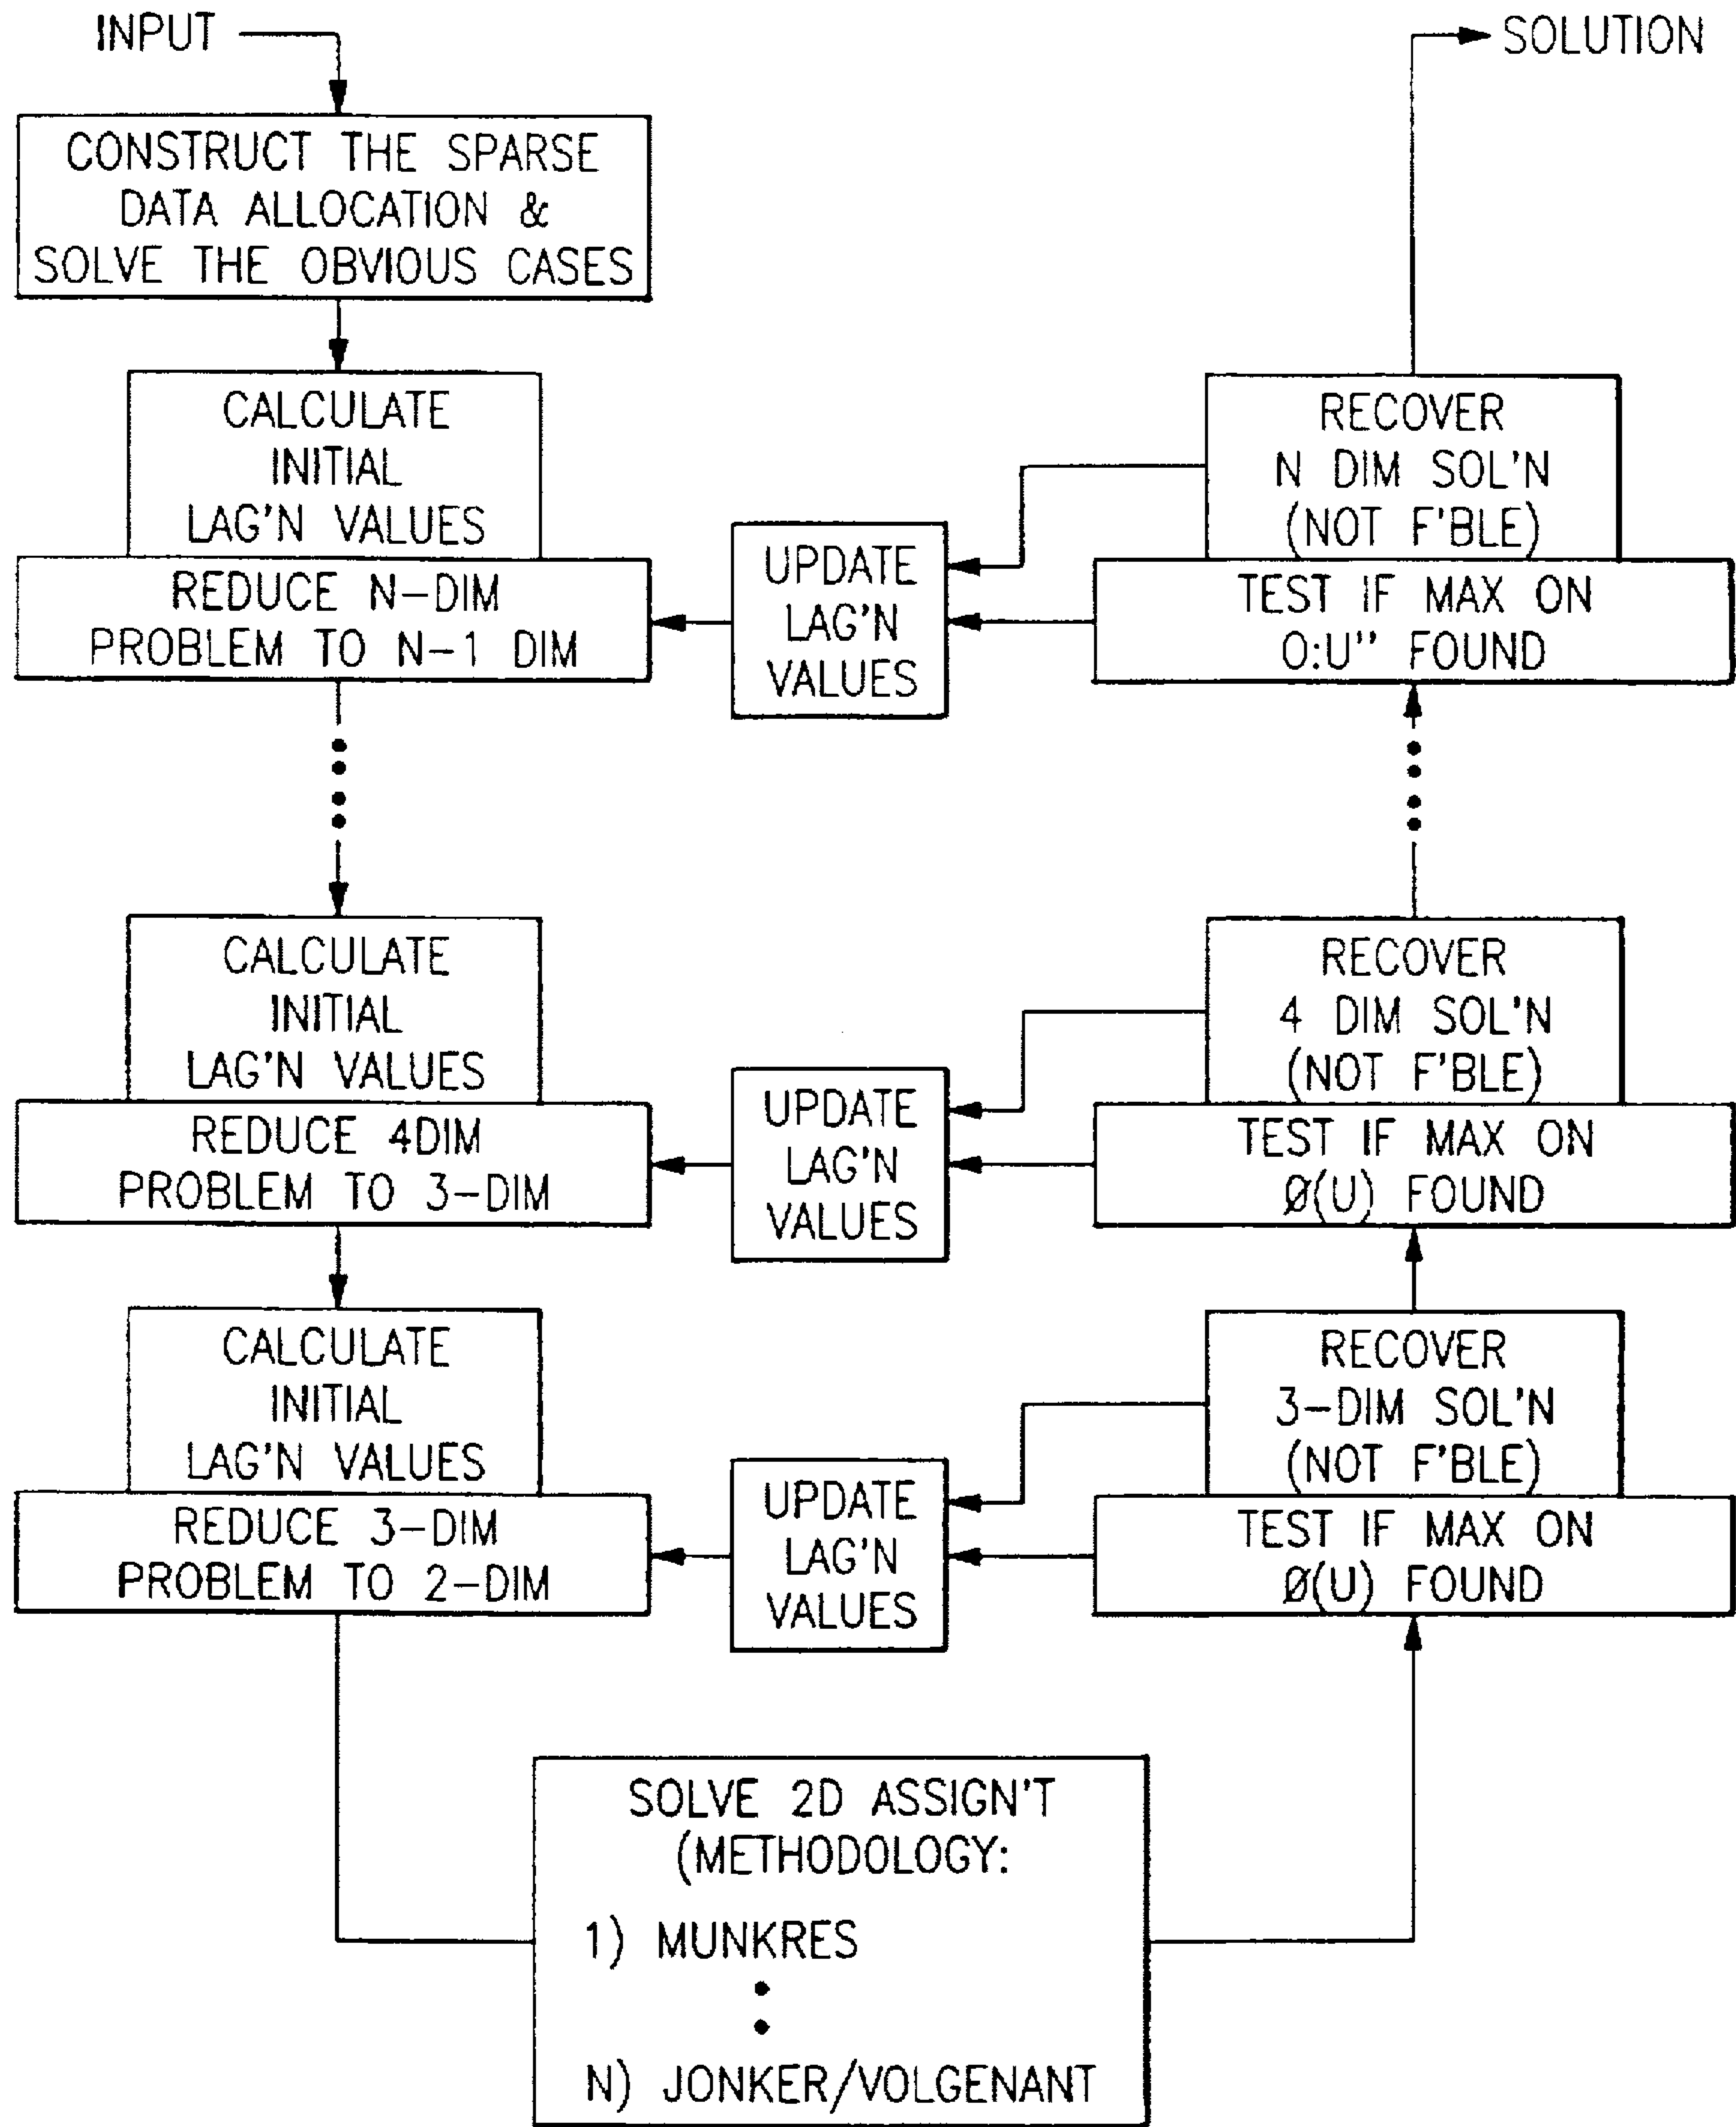 INPUT
SOLUTION
CONSTRUCT THE SPARSE
DATA ALLOCATION &
SOLVE THE OBVIOUS CASES
CALCULATE
INITIAL
LAG'N VALUES
REDUCE N-DIM
PROBLEM TO N-1 DIM
UPDATE
LAG'N
VALUES
RECOVER
N DIM SOL'N
(NOT F'BLE)
TEST IF MAX ON
O:U" FOUND
CALCULATE
INITIAL
LAG'N VALUES
REDUCE 4DIM
PROBLEM TO 3-DIM
UPDATE
LAG'N
VALUES
RECOVER
4 DIM SOL'N
(NOT F'BLE)
TEST IF MAX ON
Ø(U) FOUND
CALCULATE
INITIAL
LAG'N VALUES
REDUCE 3-DIM
PROBLEM TO 2-DIM
UPDATE
LAG'N
VALUES
RECOVER
3-DIM SOL'N
(NOT F'BLE)
TEST IF MAX ON
Ø(U) FOUND
SOLVE 2D ASSIGN'T
(METHODOLOGY:
1) MUNKRES
N) JONKER/VOLGENANT